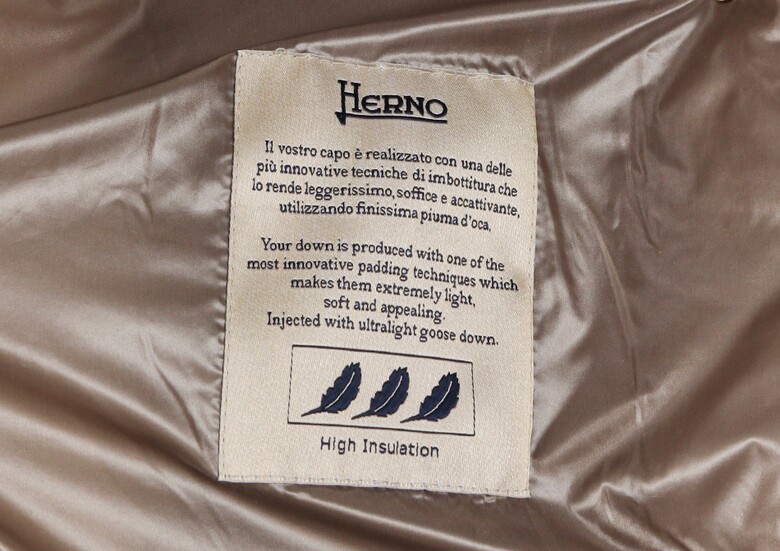 HERNO
Il vostro capo è realizzato con una delle
più innovative tecniche di imbottitura che
lo rende leggerissimo, soffice e accattivante,
utilizzando finissima piuma d'oca.
Your down is produced with one of the
most innovative padding techniques which
makes them extremely light,
soft and appealing.
Injected with ultralight goose down.
High Insulation